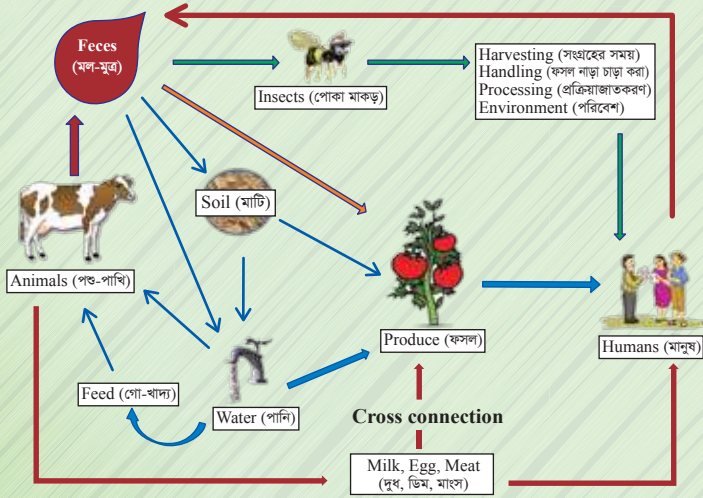 Feces
(মল-মুত্র)
Insects (পোকা মাকড়)
Harvesting (সংগ্রহের সময়)
Handling (ফসল নাড়া চাড়া করা)
Processing (প্রক্রিয়াজাতকরণ)
Environment (পরিবেশ)
Soil (মাটি)
Animals (পশু-পাখি)
Produce (ফসল)
Humans (মানুষ)
Feed (গো-খাদ্য)
Water (পানি)
Cross connection
Milk, Egg, Meat
(দুধ, ডিম, মাংস)